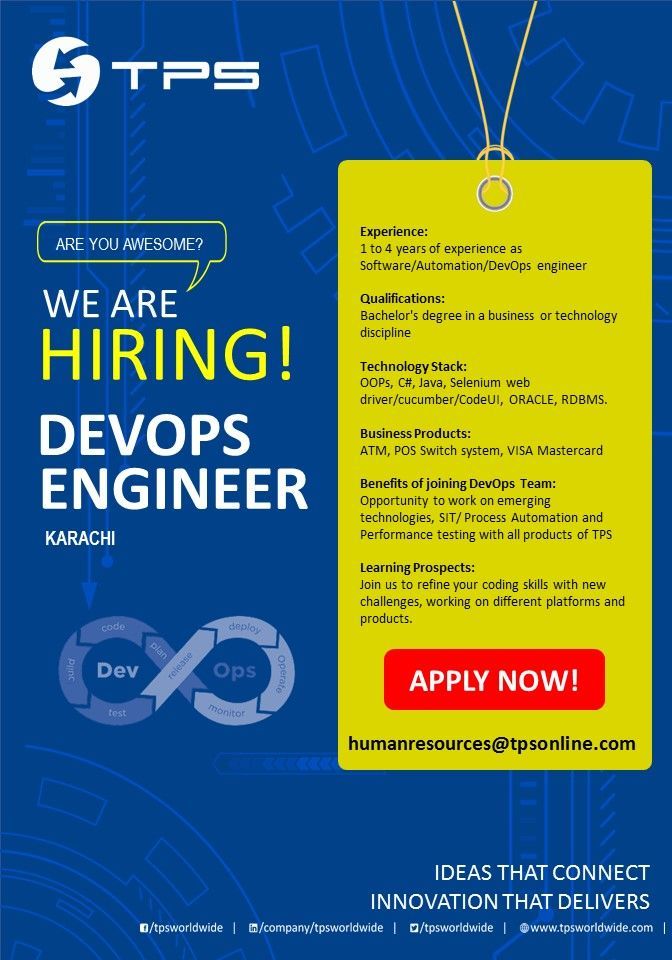 TPS
ARE YOU AWESOME?
WE ARE
HIRING!
DEVOPS
ENGINEER
KARACHI
code
build
plan
release
test
Dev
Ops
deploy
Operate
monitor
Experience:
1 to 4 years of experience as
Software/Automation/DevOps engineer
Qualifications:
Bachelor's degree in a business or technology
discipline
Technology Stack:
OOPs, C#, Java, Selenium web
driver/cucumber/CodeUI, ORACLE, RDBMS.
Business Products:
ATM, POS Switch system, VISA Mastercard
Benefits of joining DevOps Team:
Opportunity to work on emerging
technologies, SIT/ Process Automation and
Performance testing with all products of TPS
Learning Prospects:
Join us to refine your coding skills with new
challenges, working on different platforms and
products.
APPLY NOW!
humanresources@tpsonline.com
IDEAS THAT CONNECT
INNOVATION THAT DELIVERS
/tpsworldwide | /company/tpsworldwide | /tpsworldwide | www.tpsworldwide.com |